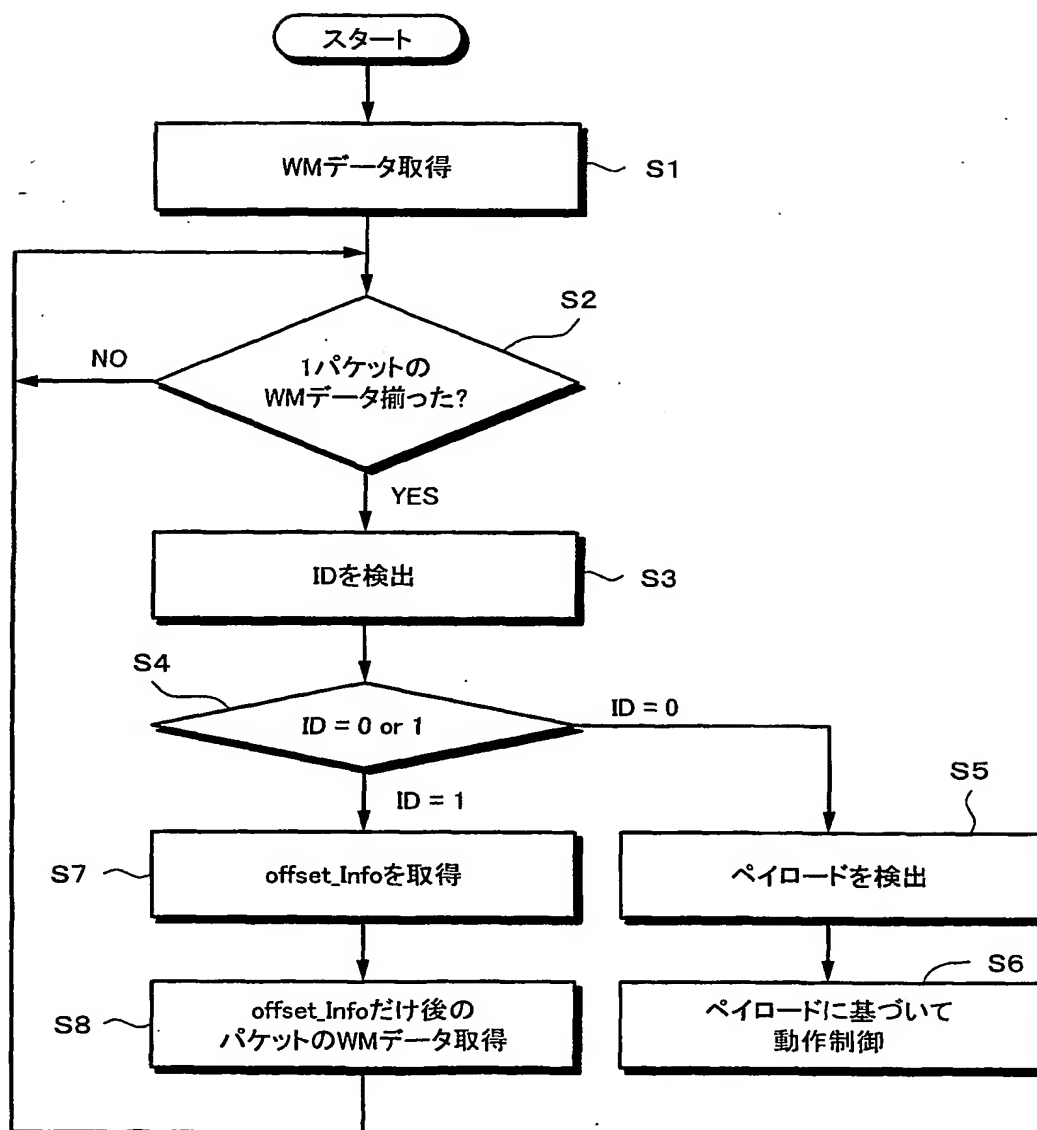 スタート
WMデータ取得
S1
S2
1パケットの
WMデータ揃った?
NO
YES
IDを検出
S3
S4
ID = 0 or 1
ID = 0
ID = 1
S5
S7
offset_Infoを取得
ペイロードを検出
S6
S8
offset_Infoだけ後の
パケットのWMデータ取得
ペイロードに基づいて
動作制御